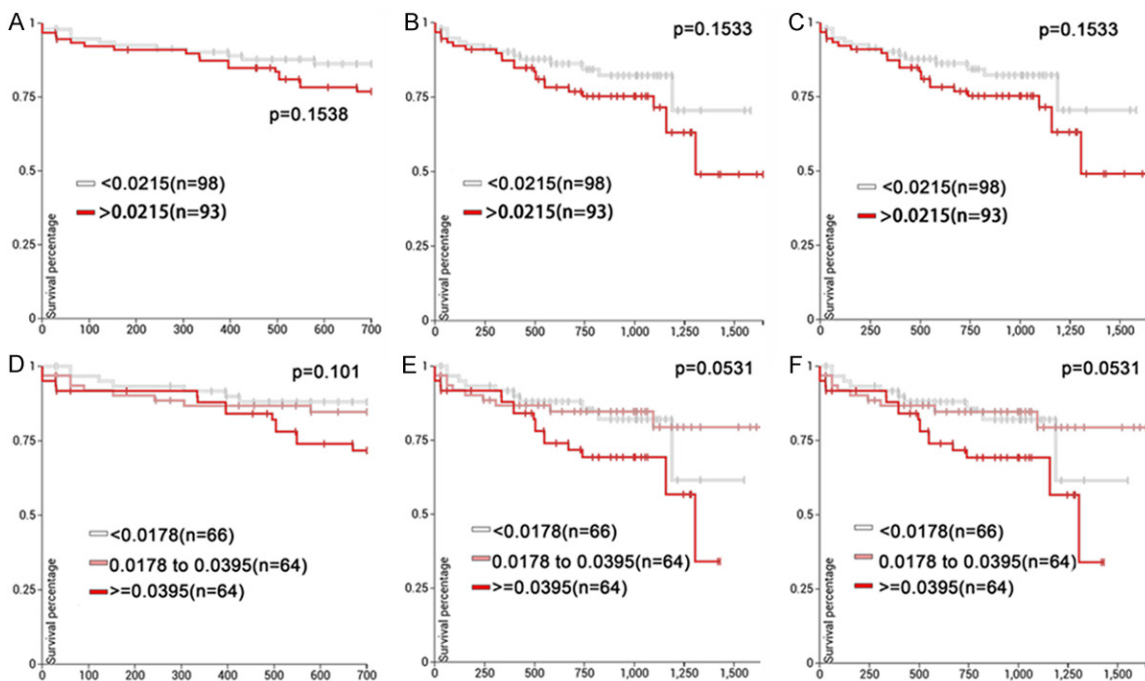 A
1
0.75
0.5
0.25
0
Survival percentage
p=0.1538
<0.0215(n=98)
>0.0215(n=93)
0 100 200 300 400 500 600 700
B
1
0.75
0.5
0.25
0
Survival percentage
p=0.1533
<0.0215(n=98)
>0.0215(n=93)
0 250 500 750 1,000 1,250 1,500
C
1
0.75
0.5
0.25
0
Survival percentage
p=0.1533
<0.0215(n=98)
>0.0215(n=93)
0 250 500 750 1,000 1,250 1,500
D
1
0.75
0.5
0.25
0
Survival percentage
p=0.101
<0.0178(n=66)
0.0178 to 0.0395(n=64)
>=0.0395(n=64)
0 100 200 300 400 500 600 700
E
1
0.75
0.5
0.25
0
Survival percentage
p=0.0531
<0.0178(n=66)
0.0178 to 0.0395(n=64)
>=0.0395(n=64)
0 250 500 750 1,000 1,250 1,500
F
1
0.75
0.5
0.25
0
Survival percentage
p=0.0531
<0.0178(n=66)
0.0178 to 0.0395(n=64)
>=0.0395(n=64)
0 250 500 750 1,000 1,250 1,500